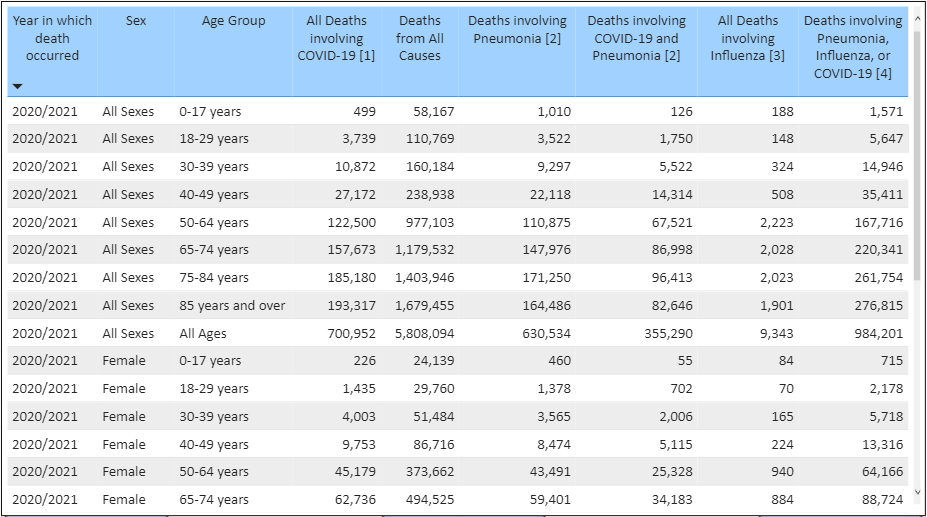 Year in which death occurred Sex Age Group All Deaths involving COVID-19 [1] Deaths from All Causes Deaths involving Pneumonia [2] Deaths involving COVID-19 and Pneumonia [2] All Deaths involving Influenza [3] Deaths involving Pneumonia, Influenza, or COVID-19 [4]
2020/2021 All Sexes 0-17 years 499 58,167 1,010 126 188 1,571
2020/2021 All Sexes 18-29 years 3,739 110,769 3,522 1,750 148 5,647
2020/2021 All Sexes 30-39 years 10,872 160,184 9,297 5,522 324 14,946
2020/2021 All Sexes 40-49 years 27,172 238,938 22,118 14,314 508 35,411
2020/2021 All Sexes 50-64 years 122,500 977,103 110,875 67,521 2,223 167,716
2020/2021 All Sexes 65-74 years 157,673 1,179,532 147,976 86,998 2,028 220,341
2020/2021 All Sexes 75-84 years 185,180 1,403,946 171,250 96,413 2,023 261,754
2020/2021 All Sexes 85 years and over 193,317 1,679,455 164,486 82,646 1,901 276,815
2020/2021 All Sexes All Ages 700,952 5,808,094 630,534 355,290 9,343 984,201
2020/2021 Female 0-17 years 226 24,139 460 55 84 715
2020/2021 Female 18-29 years 1,435 29,760 1,378 702 70 2,178
2020/2021 Female 30-39 years 4,003 51,484 3,565 2,006 165 5,718
2020/2021 Female 40-49 years 9,753 86,716 8,474 5,115 224 13,316
2020/2021 Female 50-64 years 45,179 373,662 43,491 25,328 940 64,166
2020/2021 Female 65-74 years 62,736 494,525 59,401 34,183 884 88,724